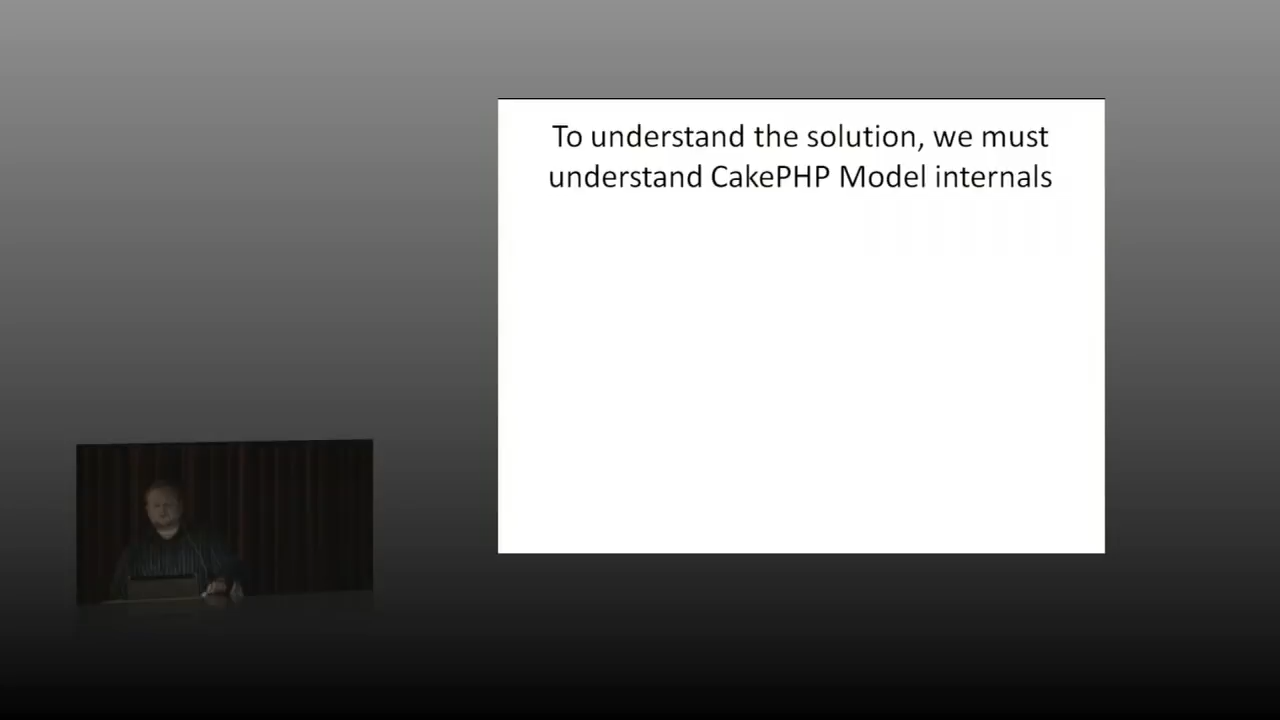 To understand the solution, we must
understand CakePHP Model internals